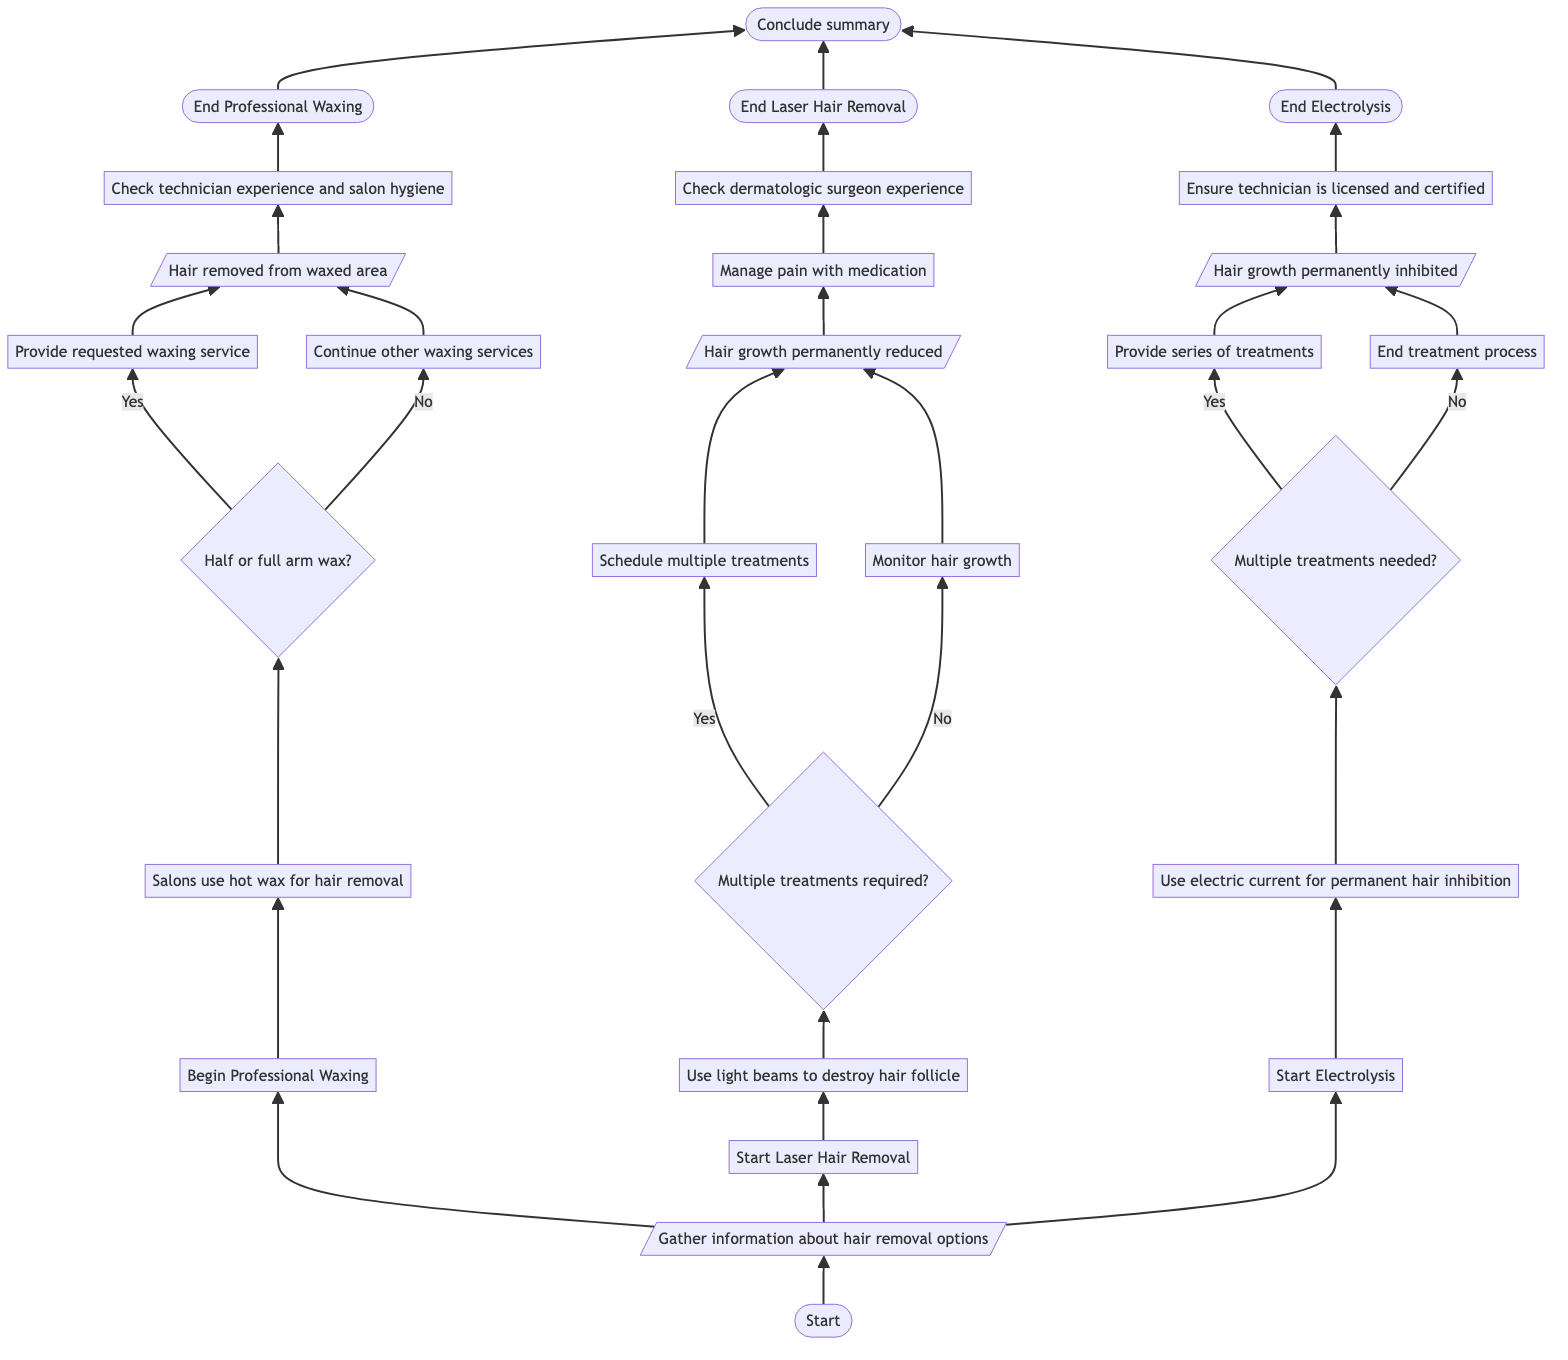 Conclude summary
End Professional Waxing
End Laser Hair Removal
End Electrolysis
Check technician experience and salon hygiene
Check dermatologic surgeon experience
Ensure technician is licensed and certified
Hair removed from waxed area
Manage pain with medication
Hair growth permanently inhibited
Provide requested waxing service
Continue other waxing services
Hair growth permanently reduced
Provide series of treatments
End treatment process
Yes
No
Yes
No
Half or full arm wax?
Schedule multiple treatments
Monitor hair growth
Multiple treatments needed?
Yes
No
Salons use hot wax for hair removal
Multiple treatments required?
Use electric current for permanent hair inhibition
Begin Professional Waxing
Use light beams to destroy hair follicle
Start Electrolysis
Start Laser Hair Removal
Gather information about hair removal options
Start